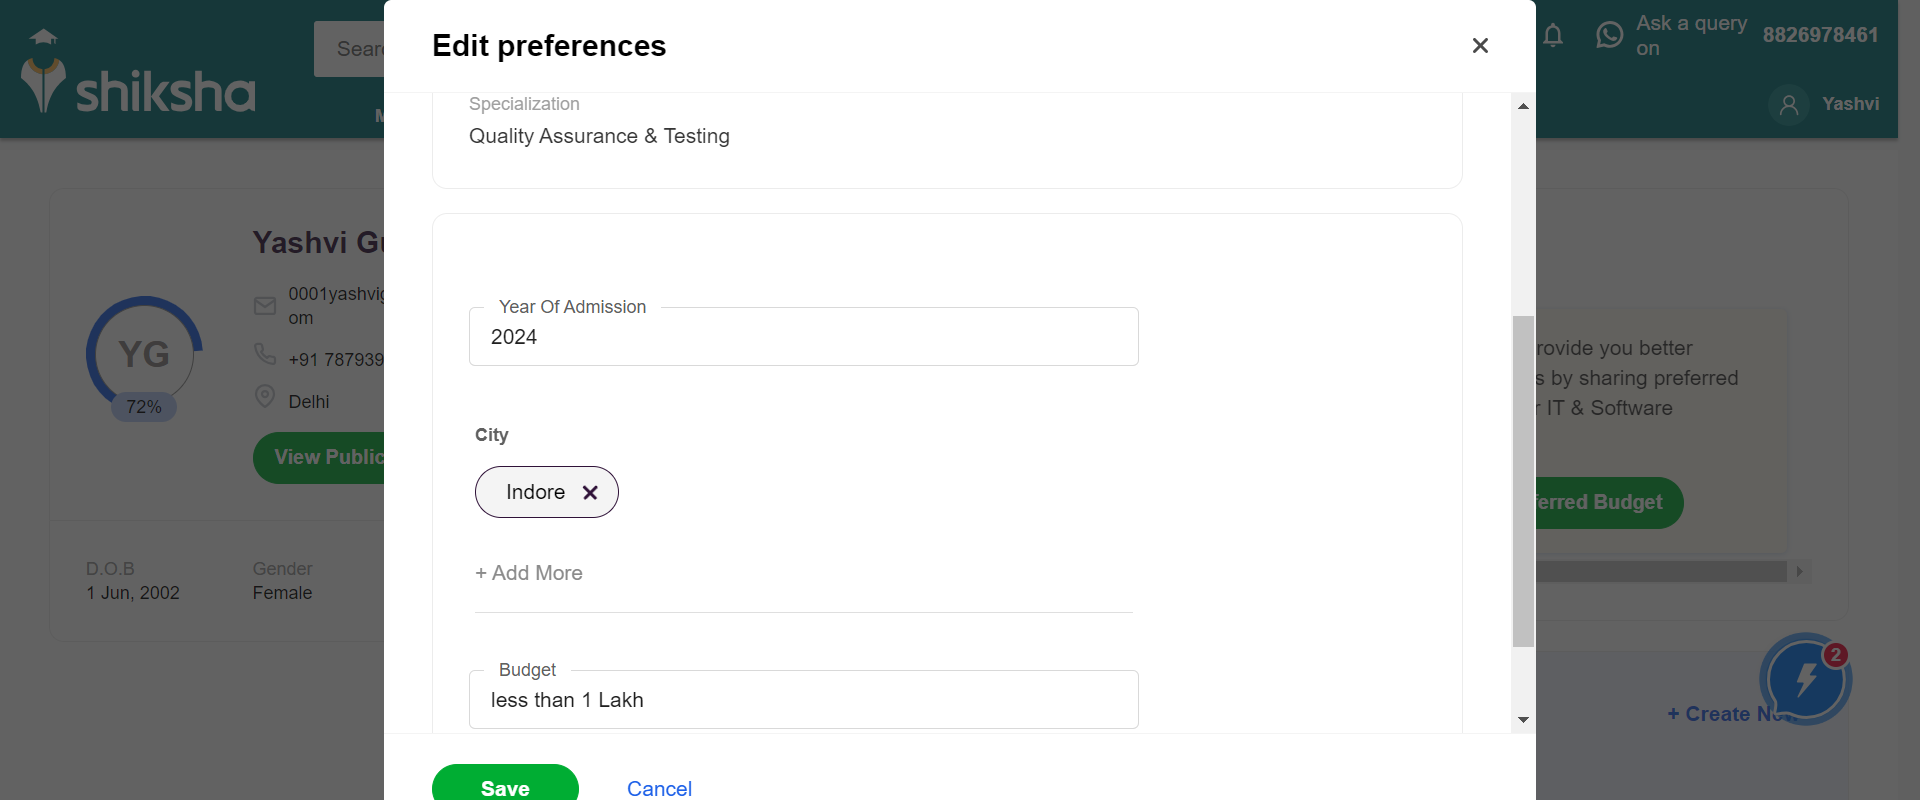 shiksha
Sear
Ask a query
on
8826978461
Yashvi
Edit preferences
Specialization
Quality Assurance & Testing
Yashvi
YG
72%
0001yashvig
om
+91 787939
Delhi
View Public
D.O.B
1 Jun, 2002
Gender
Female
Year Of Admission
2024
City
Indore
+ Add More
Budget
less than 1 Lakh
Save
Cancel
rovide you better
s by sharing preferred
IT & Software
ferred Budget
2
+ Create